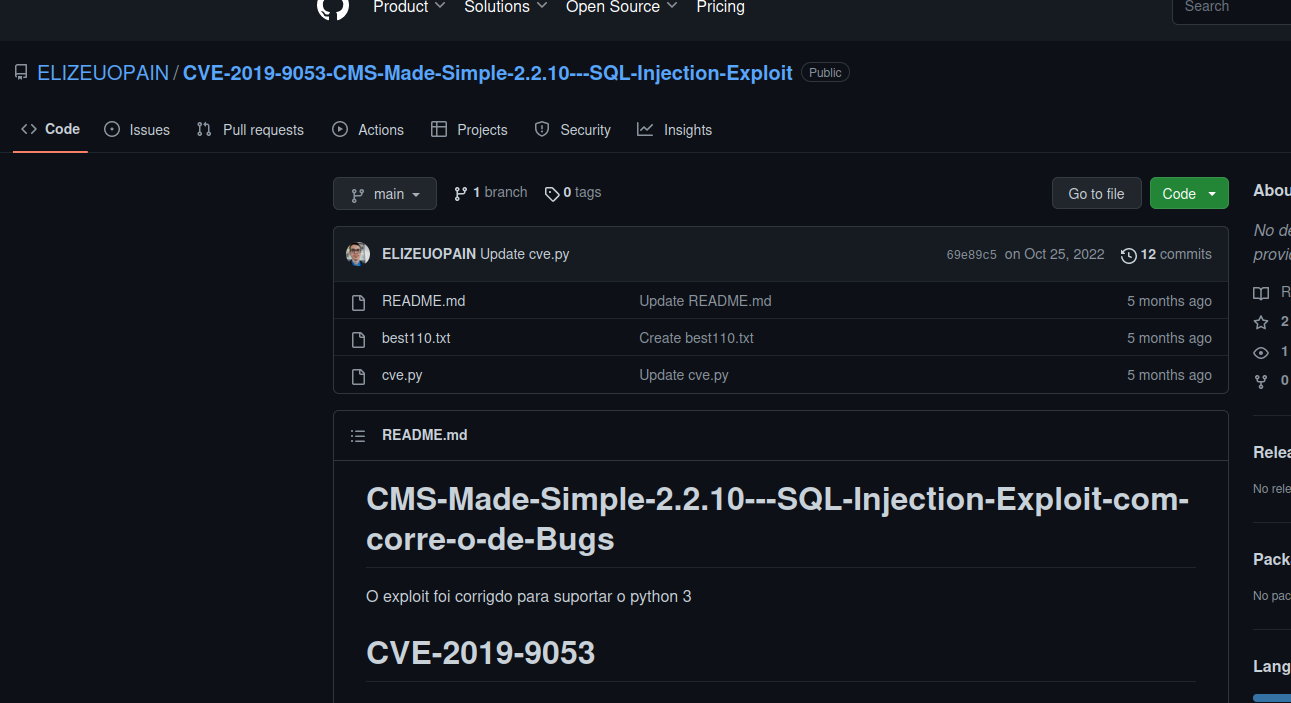 Product Solutions Open Source Pricing Search
ELIZEUOPAIN / CVE-2019-9053-CMS-Made-Simple-2.2.10---SQL-Injection-Exploit Public
Code Issues Pull requests Actions Projects Security Insights
main 1 branch 0 tags Go to file Code
ELIZEUOPAIN Update cve.py 69e89c5 on Oct 25, 2022 12 commits
README.md Update README.md 5 months ago
best110.txt Create best110.txt 5 months ago
cve.py Update cve.py 5 months ago
README.md
CMS-Made-Simple-2.2.10---SQL-Injection-Exploit-com-
corre-o-de-Bugs
O exploit foi corrigdo para suportar o python 3
CVE-2019-9053
Abou
No de
provid
R
2
1
0
Relea
No rele
Pack
No pac
Lang